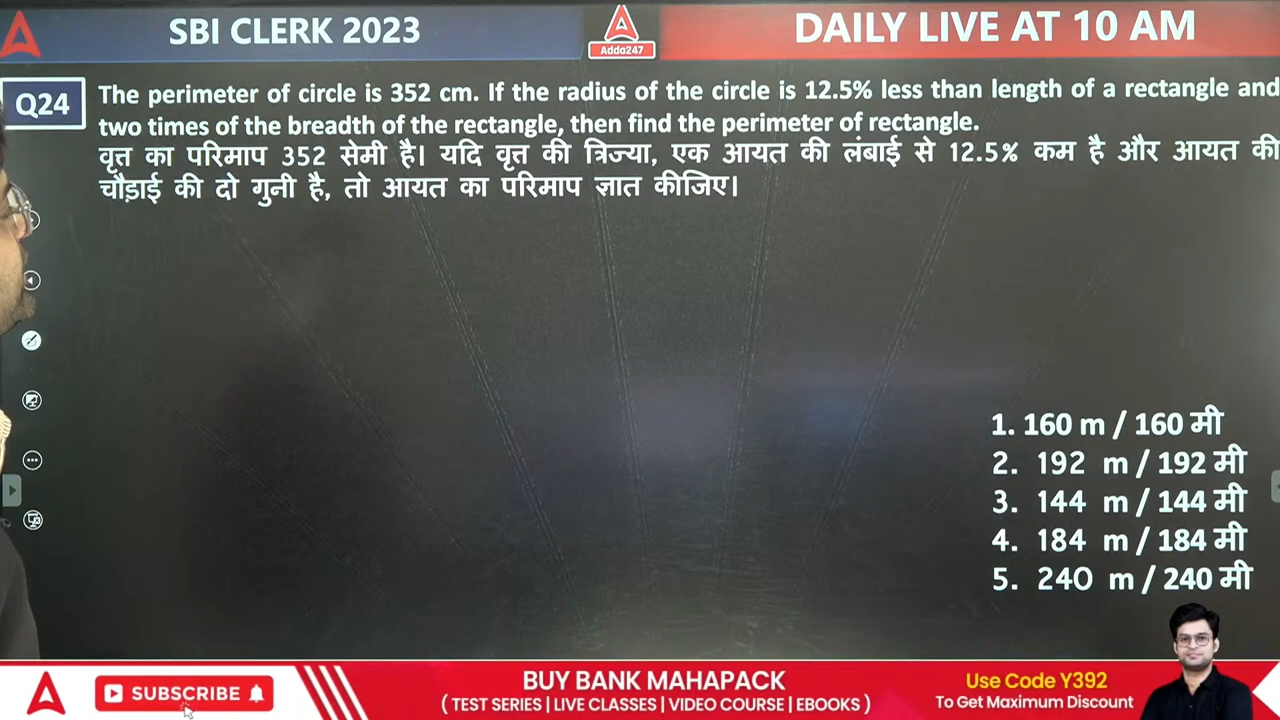 SBI CLERK 2023
Adda247
DAILY LIVE AT 10 AM
Q24
The perimeter of circle is 352 cm. If the radius of the circle is 12.5% less than length of a rectangle and
two times of the breadth of the rectangle, then find the perimeter of rectangle.
वृत्त का परिमाप 352 सेमी है। यदि वृत्त की त्रिज्या, एक आयत की लंबाई से 12.5% कम है और आयत की
चौड़ाई की दो गुनी है, तो आयत का परिमाप ज्ञात कीजिए।
1. 160 m / 160 मी
2. 192 m / 192 मी
3. 144 m / 144 मी
4. 184 m / 184 मी
5. 240 m / 240 मी
SUBSCRIBE
BUY BANK MAHAPACK
( TEST SERIES | LIVE CLASSES | VIDEO COURSE | EBOOKS )
Use Code Y392
To Get Maximum Discount